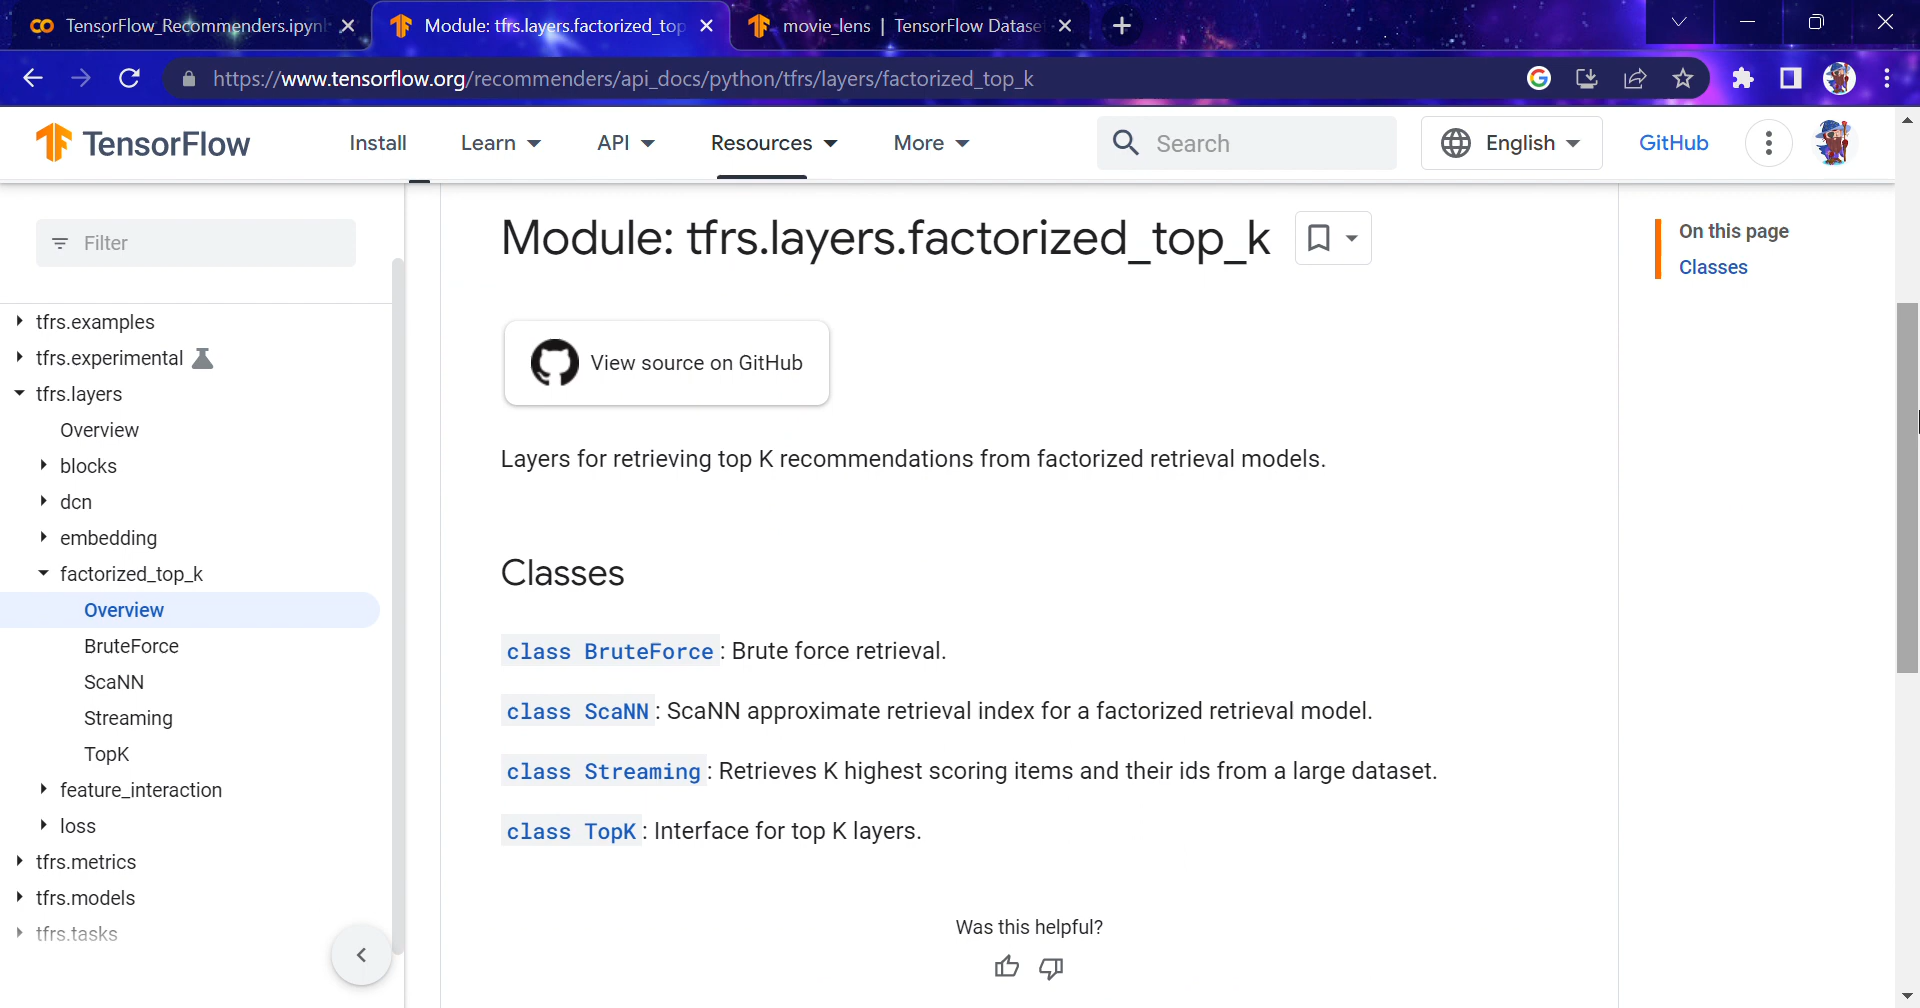 TensorFlow_Recommenders.ipynb
Module: tfrs.layers.factorized_top
movie_lens | TensorFlow Datase
https://www.tensorflow.org/recommenders/api_docs/python/tfrs/layers/factorized_top_k
TensorFlow
Install
Learn
API
Resources
More
Search
English
GitHub
Filter
tfrs.examples
tfrs.experimental
tfrs.layers
Overview
blocks
dcn
embedding
factorized_top_k
Overview
BruteForce
ScaNN
Streaming
TopK
feature_interaction
loss
tfrs.metrics
tfrs.models
tfrs.tasks
Module: tfrs.layers.factorized_top_k
View source on GitHub
Layers for retrieving top K recommendations from factorized retrieval models.
Classes
class BruteForce: Brute force retrieval.
class ScaNN: ScaNN approximate retrieval index for a factorized retrieval model.
class Streaming: Retrieves K highest scoring items and their ids from a large dataset.
class TopK: Interface for top K layers.
Was this helpful?
On this page
Classes